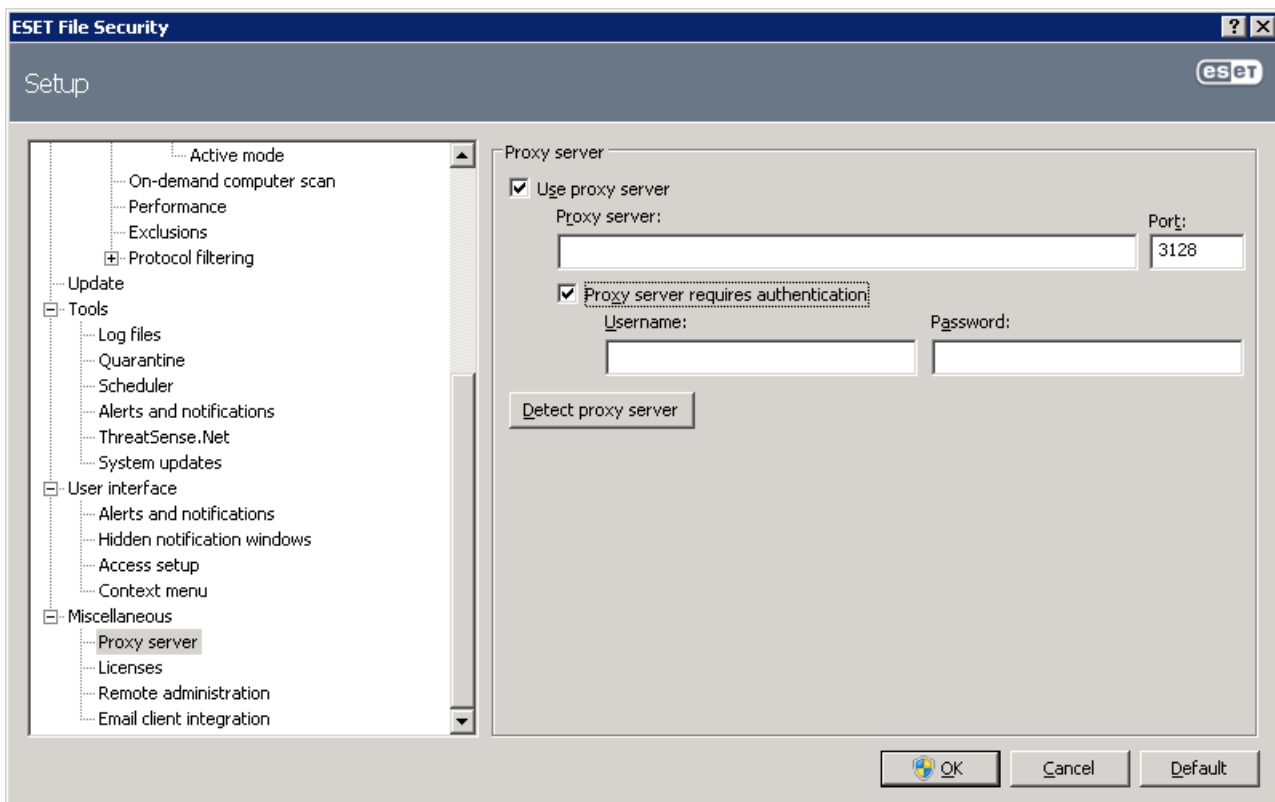 ESET File Security
Setup
eseT
Active mode
On-demand computer scan
Performance
Exclusions
Protocol filtering
Update
Tools
Log files
Quarantine
Scheduler
Alerts and notifications
ThreatSense.Net
System updates
User interface
Alerts and notifications
Hidden notification windows
Access setup
Context menu
Miscellaneous
Proxy server
Licenses
Remote administration
Email client integration
Proxy server
Use proxy server
Proxy server:
Port:
3128
Proxy server requires authentication
Username:
Password:
Detect proxy server
OK
Cancel
Default